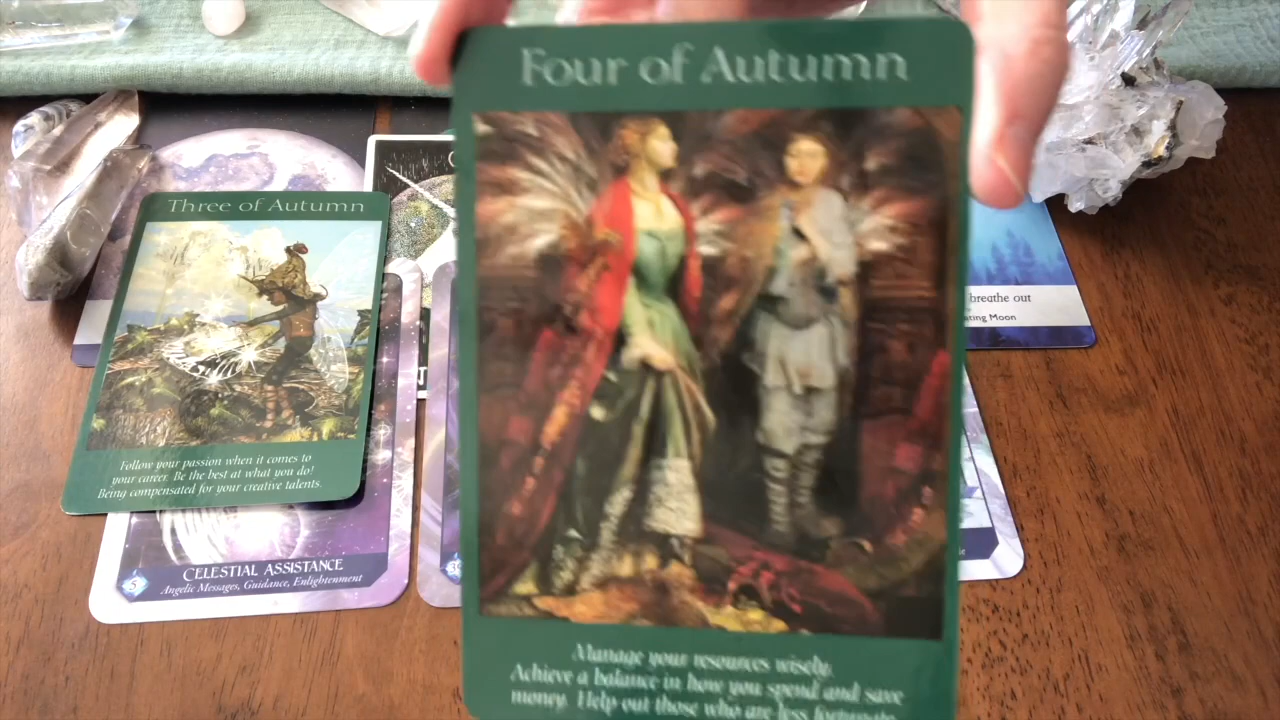 Four of Autumn
Manage your resources wisely.
Achieve a balance in how you spend and save
money. Help out those who are less fortunate.
Three of Autumn
Follow your passion when it comes to
your career. Be the best at what you do!
Being compensated for your creative talents.
5
CELESTIAL ASSISTANCE
Angelic Messages, Guidance, Enlightenment
breathe out
Moon